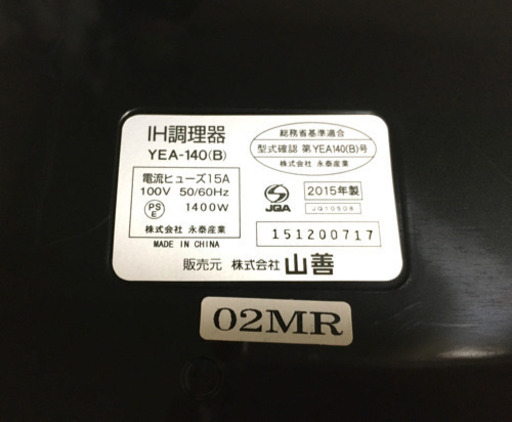 IH調理器
YEA-140(B)
電流ヒューズ15A
100V 50/60Hz
PS
E
1400W
株式会社 永泰産業
MADE IN CHINA
総務省基準適合
型式確認 第YEA140(B)号
株式会社 永泰産業
JQA
2015年製
JQ10508
151200717
販売元 株式会社 山善
02MR